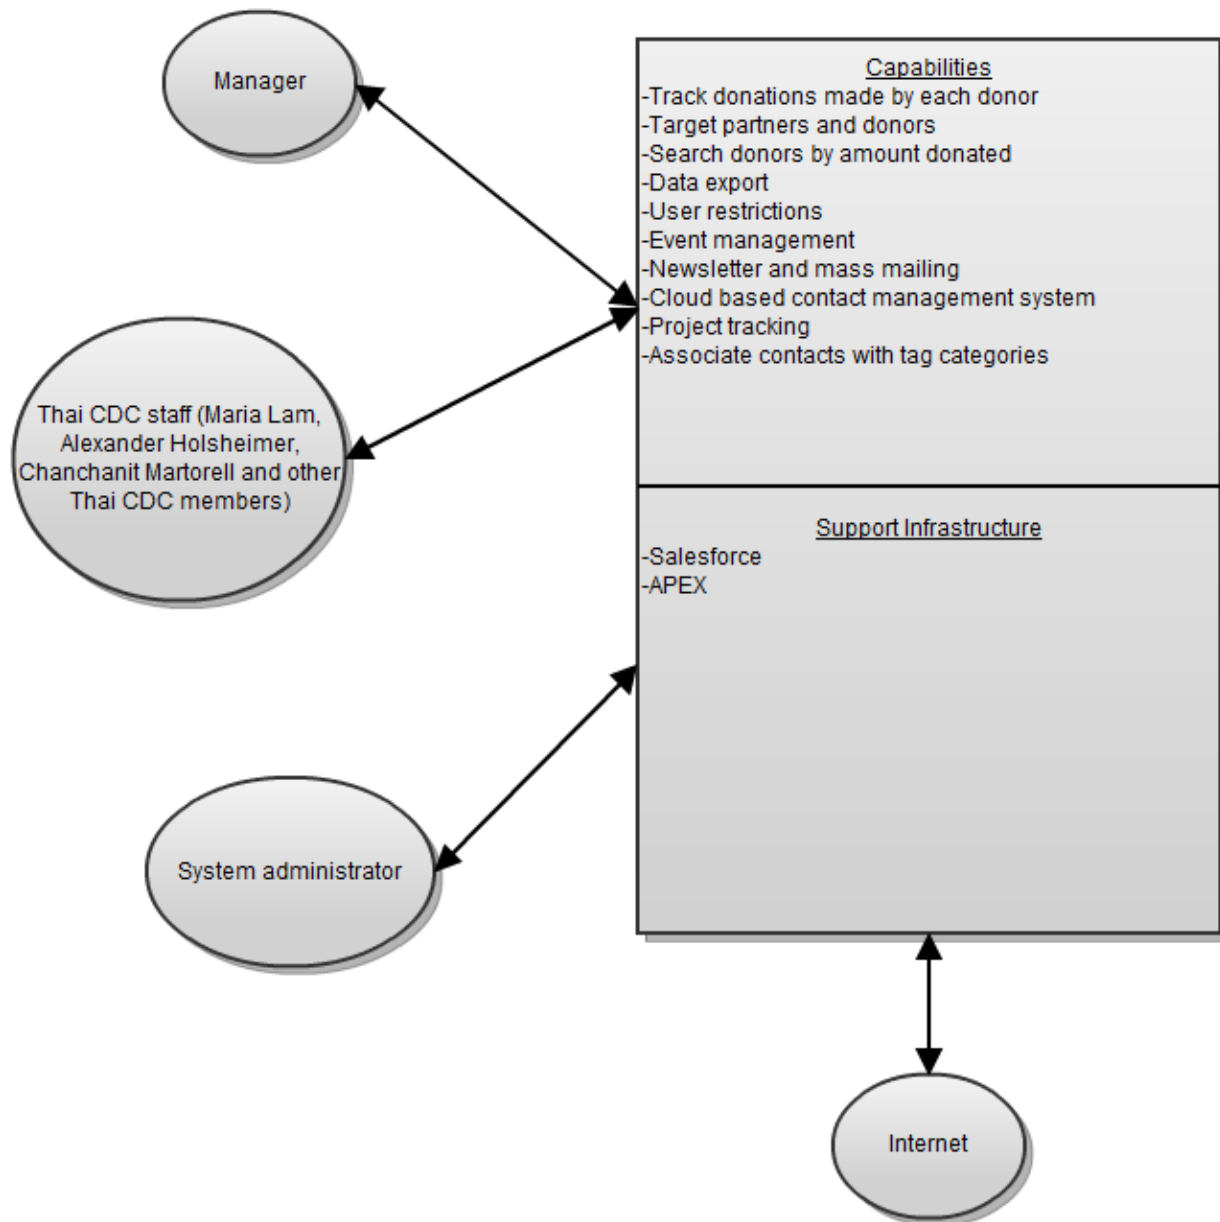 Manager
Capabilities
-Track donations made by each donor
-Target partners and donors
-Search donors by amount donated
-Data export
-User restrictions
-Event management
-Newsletter and mass mailing
-Cloud based contact management system
-Project tracking
-Associate contacts with tag categories
Thai CDC staff (Maria Lam,
Alexander Holsheimer,
Chanchanit Martorell and other
Thai CDC members)
Support Infrastructure
-Salesforce
-APEX
System administrator
Internet